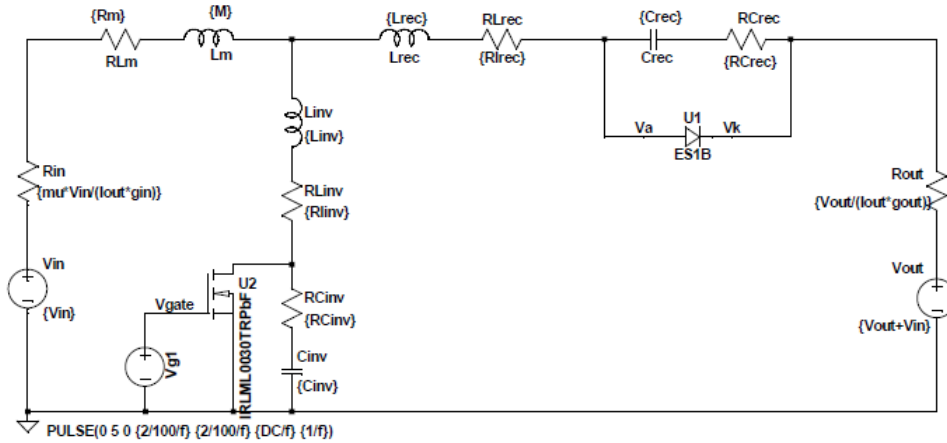 {Rm}
RLm
{M}
Lm
{Lrec}
Lrec
RLrec
{Rlrec}
Crec
{Crec}
RCrec
{RCrec}
Va
U1
Vk
ES1B
Linv
{Linv}
Rin
{mu*Vin/(Iout*gin)}
RLinv
{Rlinv}
Rout
{Vout/(Iout*gout)}
Vin
{Vin}
Vgate
U2
IRLML0030TRPbF
RCinv
{RCinv}
Vout
{Vout+Vin}
Vg1
Cinv
{Cinv}
PULSE(0 5 0 {2/100/f} {2/100/f} {DC/f} {1/f})